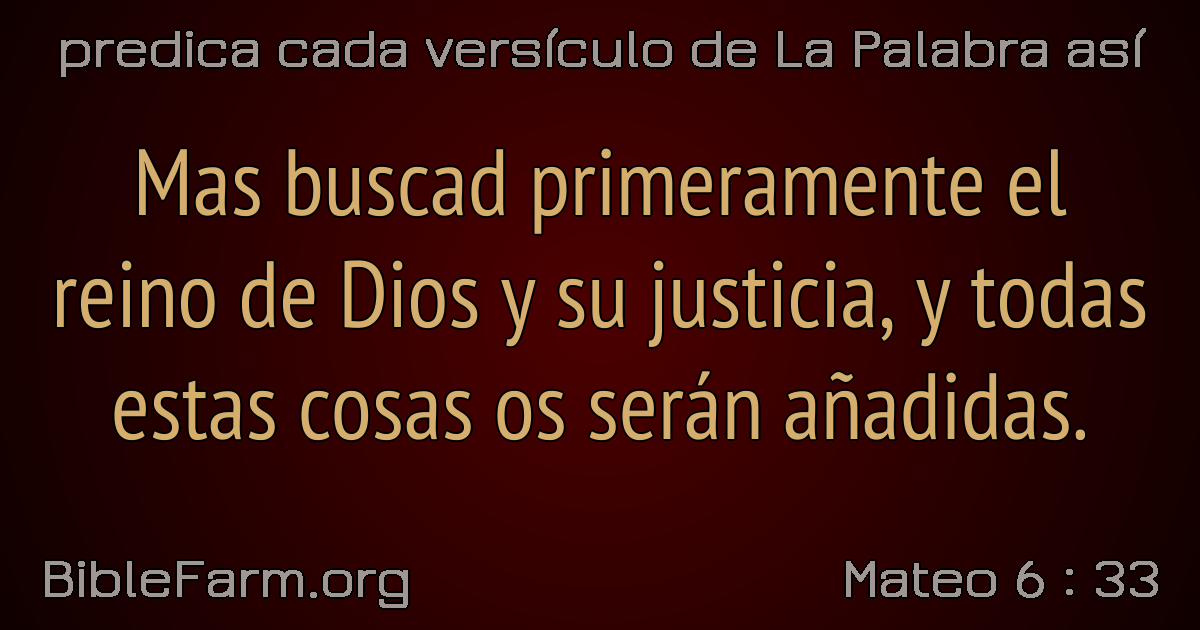 predica cada versículo de La Palabra así
Mas buscad primeramente el
reino de Dios y su justicia, y todas
estas cosas os serán añadidas.
BibleFarm.org
Mateo 6 : 33